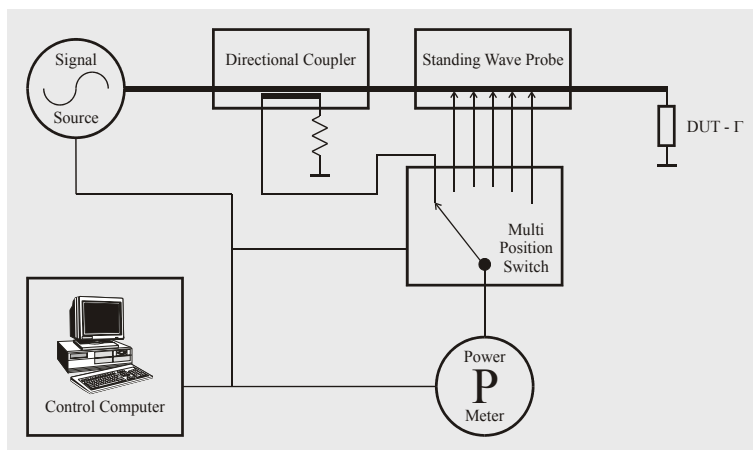 Signal
Source
Directional Coupler
Standing Wave Probe
DUT - Γ
Multi
Position
Switch
Control Computer
Power
P
Meter